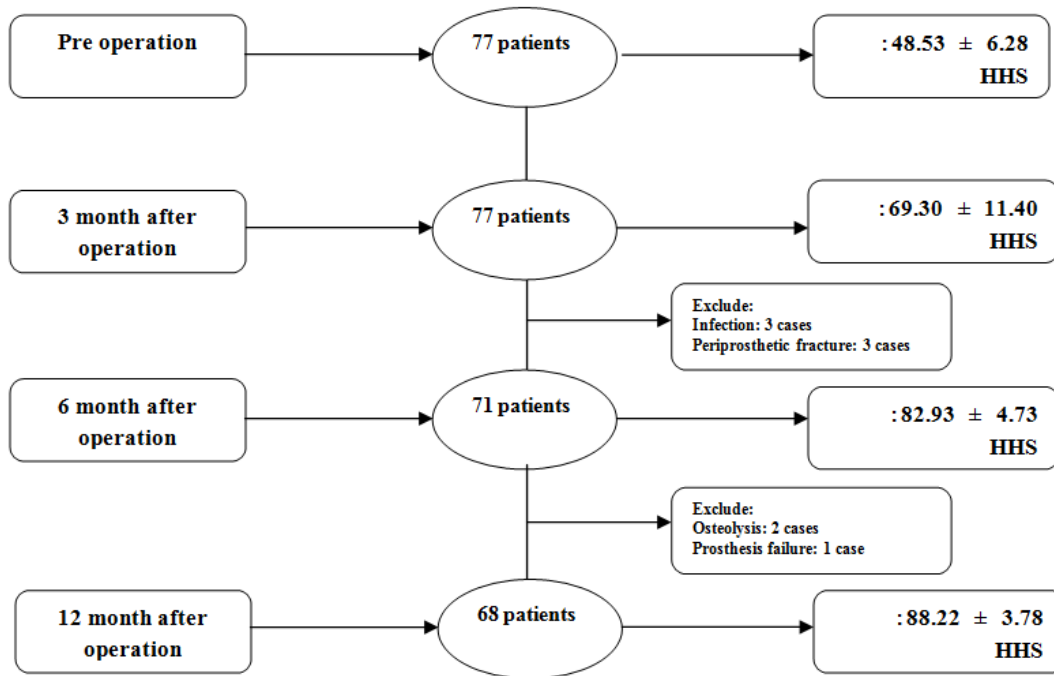 Pre operation
77 patients
:48.53 ± 6.28
HHS
3 month after
operation
77 patients
:69.30 ± 11.40
HHS
Exclude:
Infection: 3 cases
Periprosthetic fracture: 3 cases
6 month after
operation
71 patients
:82.93 ± 4.73
HHS
Exclude:
Osteolysis: 2 cases
Prosthesis failure: 1 case
12 month after
operation
68 patients
:88.22 ± 3.78
HHS